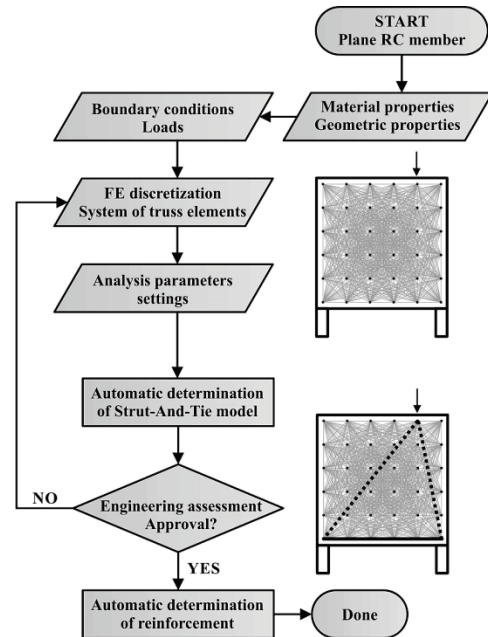 START
Plane RC member
Material properties
Geometric properties
Boundary conditions
Loads
FE discretization
System of truss elements
Analysis parameters
settings
Automatic determination
of Strut-And-Tie model
Engineering assessment
Approval?
NO
YES
Automatic determination
of reinforcement
Done